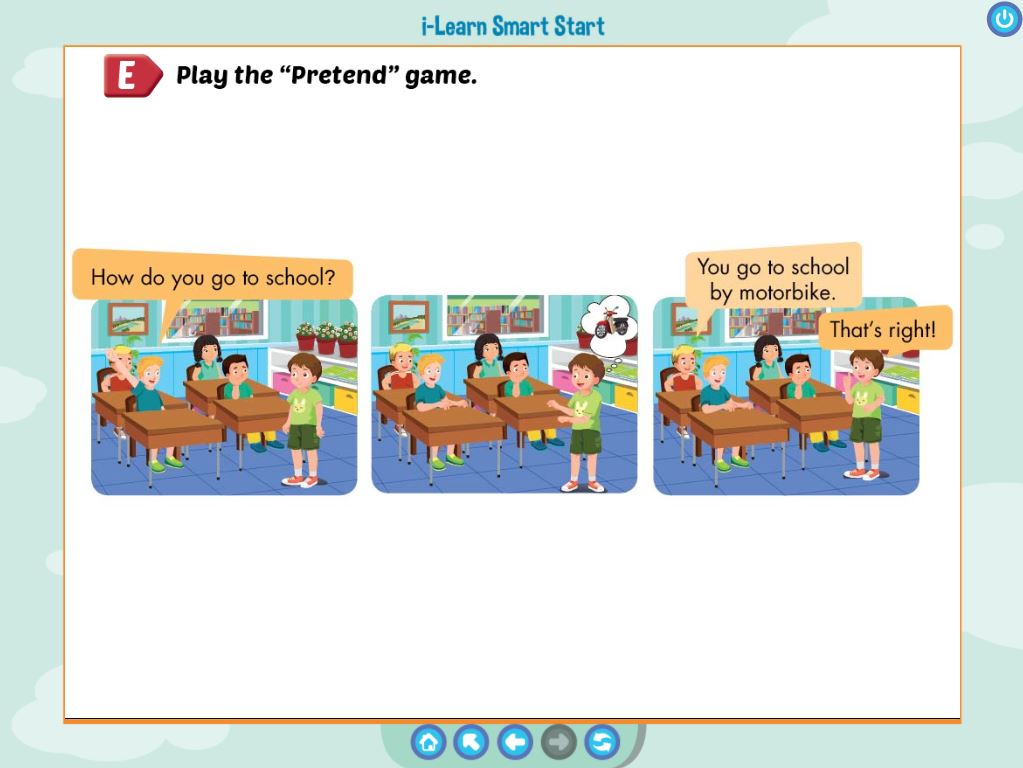 i-Learn Smart Start
E Play the “Pretend” game.
How do you go to school?
You go to school
by motorbike.
That’s right!